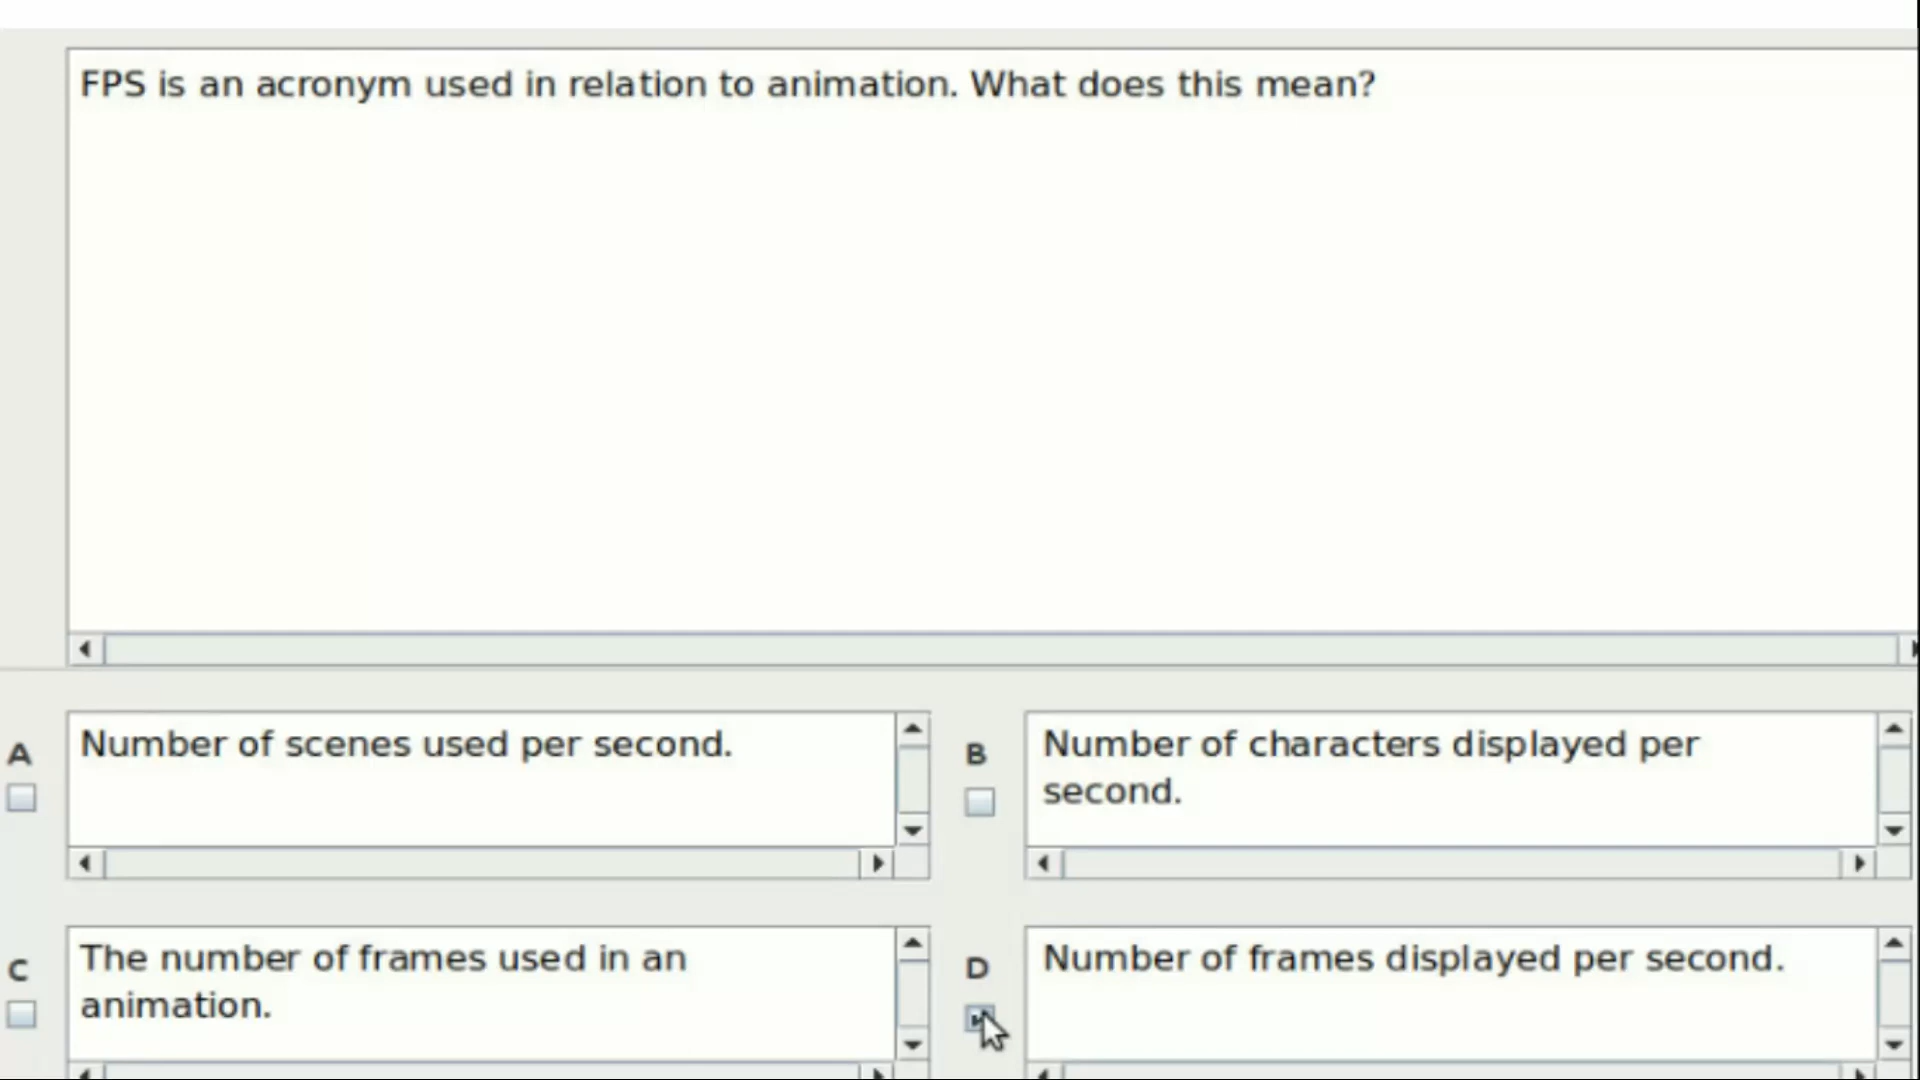 FPS is an acronym used in relation to animation. What does this mean?
A
Number of scenes used per second.
B
Number of characters displayed per
second.
C
The number of frames used in an
animation.
D
Number of frames displayed per second.